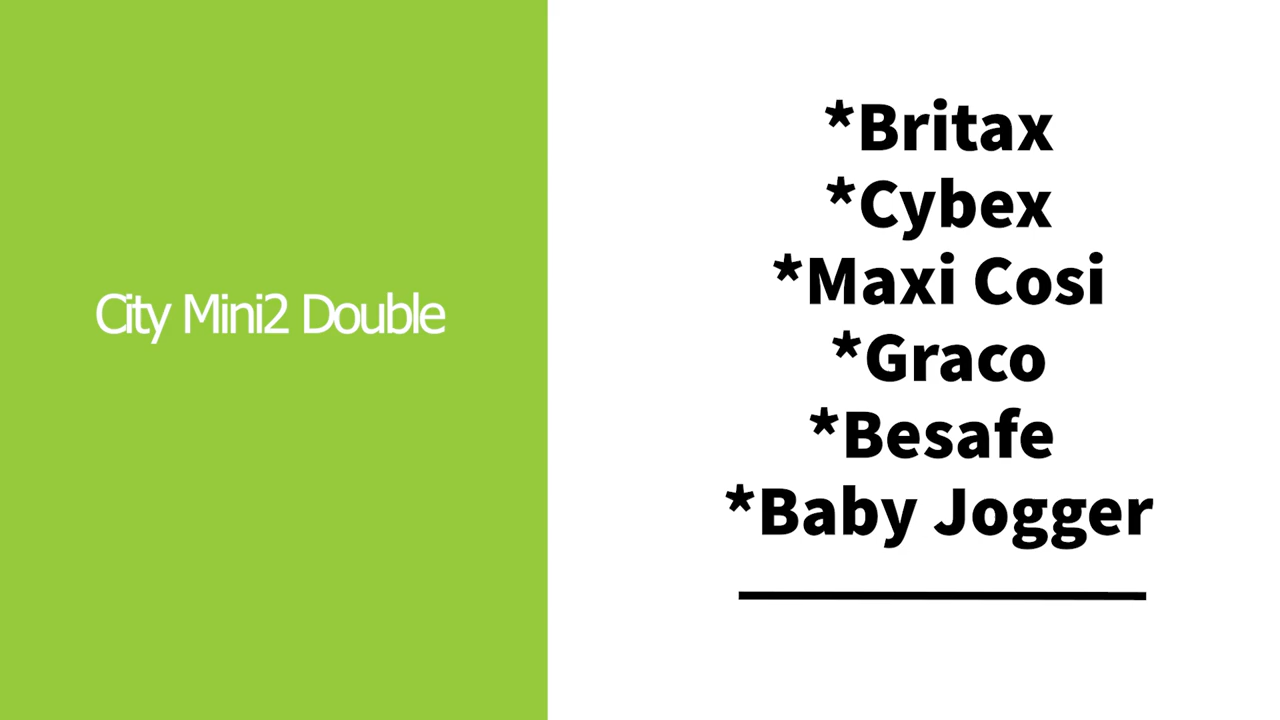 City Mini2 Double
*Britax
*Cybex
*Maxi Cosi
*Graco
*Besafe
*Baby Jogger